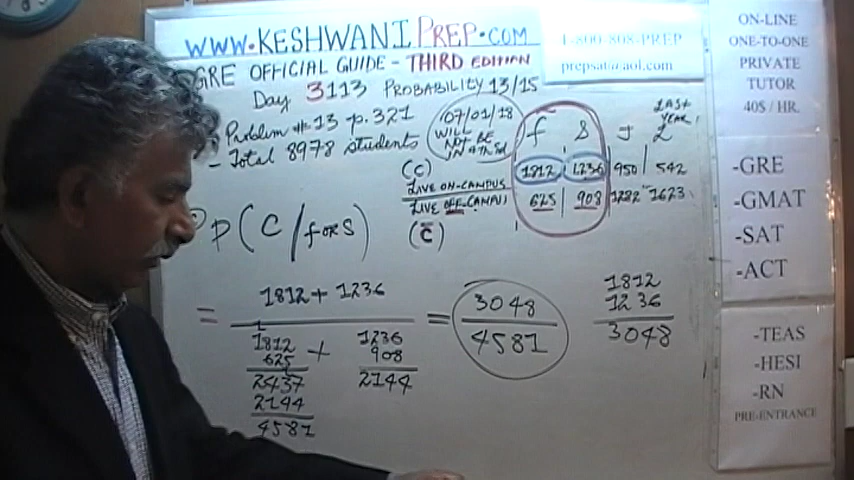 www.KESHWANIPREP.COM
1-800-808-PREP
prepsat@aol.com
GRE OFFICIAL GUIDE - THIRD EDITION
Day 3113 PROBABILITY 13/15
Problem #13 p.321
- Total 8978 students
07/01/18
WILL
NOT BE
f S J L
LAST
YEAR!
(C)
LIVE ON-CAMPUS 1812 1236 950 542
LIVE OFF-CAMPUS 625 908 1282 1623
(C̅)
P(C/f or S)
= 1812 + 1236
1812 + 1236
625 908
2437 2144
2144
4581
= 3048
4581
1812
1236
3048
ON-LINE
ONE-TO-ONE
PRIVATE
TUTOR
40$ / HR.
-GRE
-GMAT
-SAT
-ACT
-TEAS
-HESI
-RN
PRE-ENTRANCE